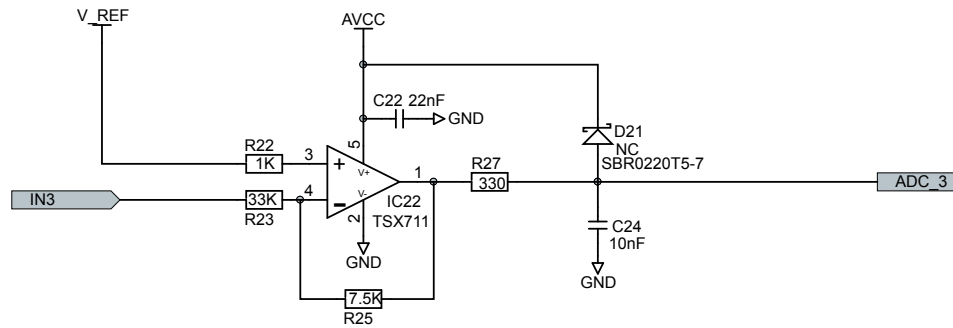 V_REF
AVCC
C22 22nF
GND
D21
NC
SBR0220T5-7
R22
1K
3
+
5
V+
1
R27
330
ADC_3
IN3
33K
R23
4
-
V-
2
IC22
TSX711
GND
C24
10nF
GND
7.5K
R25